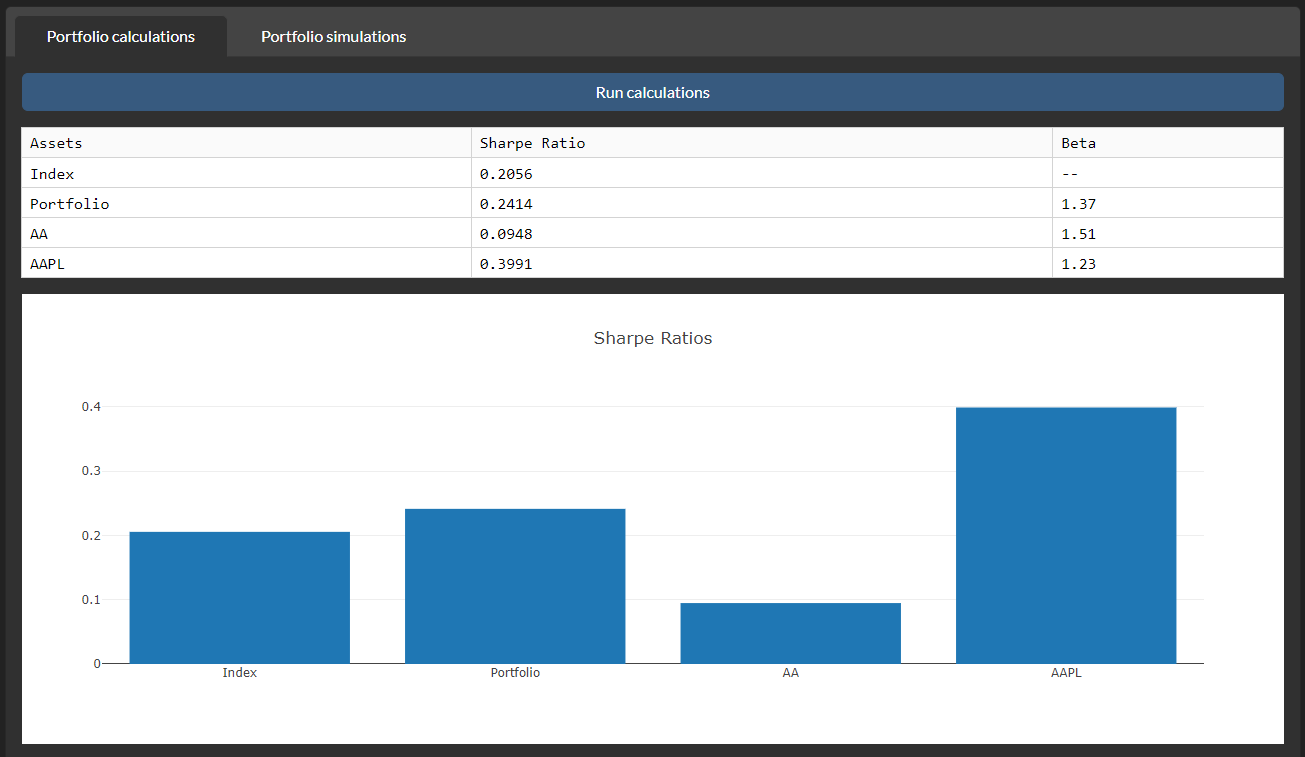 Portfolio calculations Portfolio simulations
Run calculations
Assets Sharpe Ratio Beta
Index 0.2056 --
Portfolio 0.2414 1.37
AA 0.0948 1.51
AAPL 0.3991 1.23
Sharpe Ratios
0.4
0.3
0.2
0.1
0
Index Portfolio AA AAPL